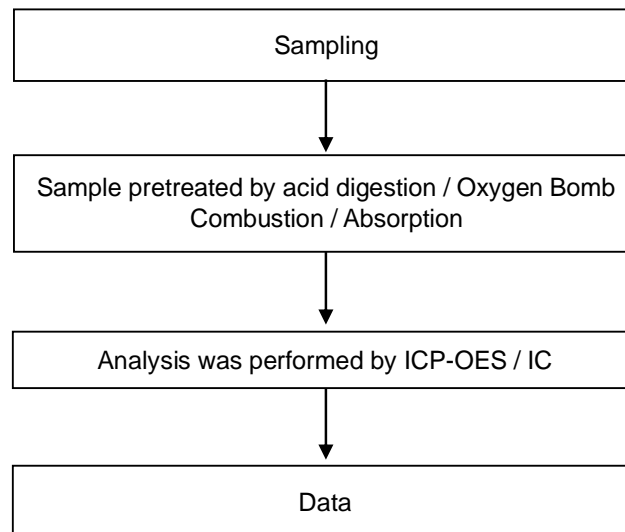 Sampling
Sample pretreated by acid digestion / Oxygen Bomb
Combustion / Absorption
Analysis was performed by ICP-OES / IC
Data